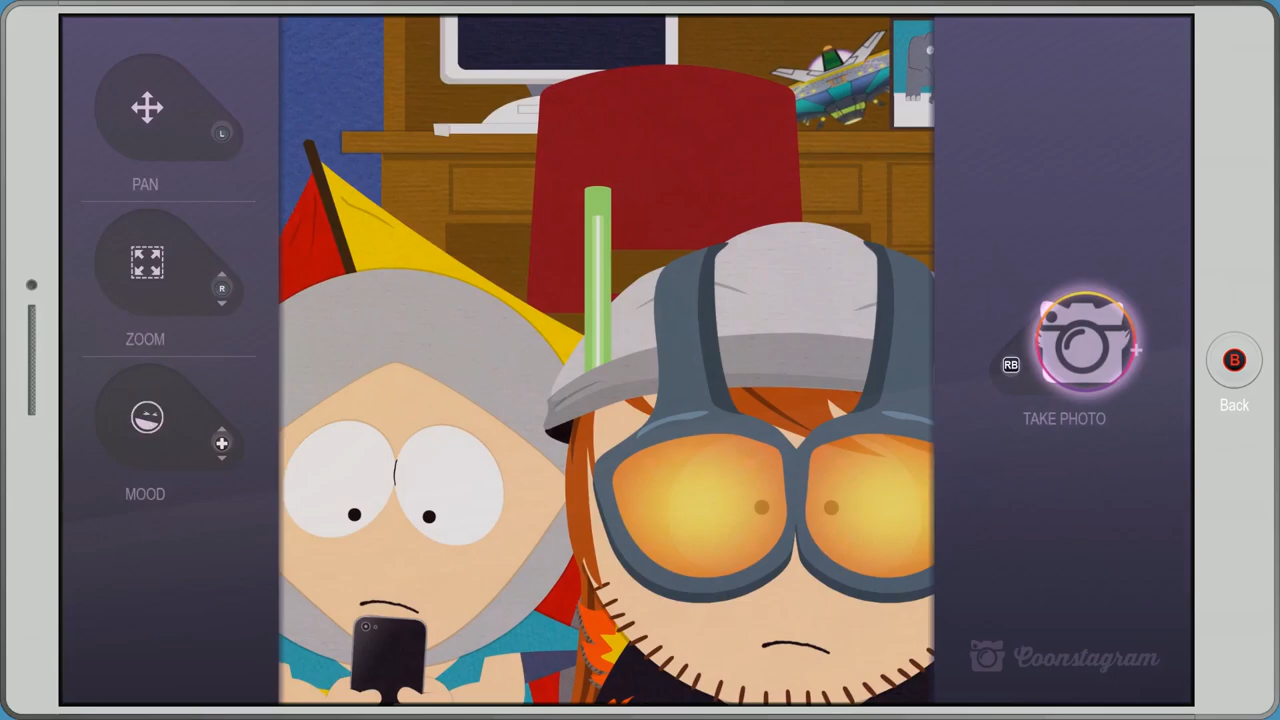 L
PAN
R
ZOOM
MOOD
RB
TAKE PHOTO
B
Back
Coonstagram